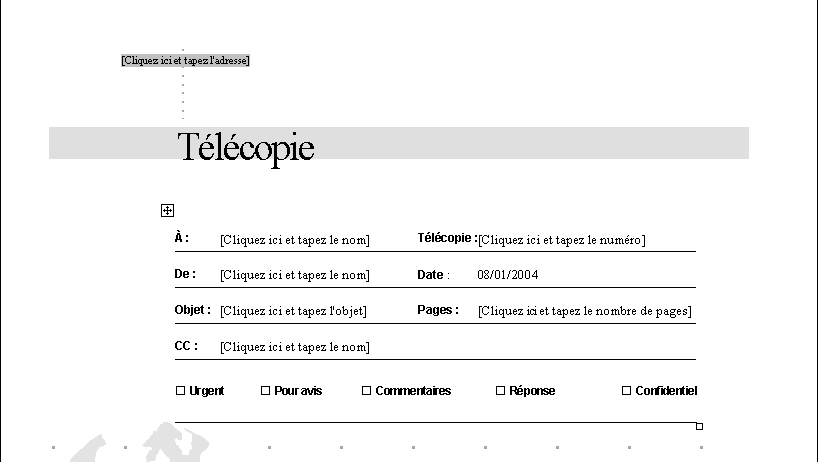 [Cliquez ici et tapez l'adresse]
Télécopie
À : [Cliquez ici et tapez le nom] Télécopie : [Cliquez ici et tapez le numéro]
De : [Cliquez ici et tapez le nom] Date : 08/01/2004
Objet : [Cliquez ici et tapez l'objet] Pages : [Cliquez ici et tapez le nombre de pages]
CC : [Cliquez ici et tapez le nom]
□ Urgent □ Pour avis □ Commentaires □ Réponse □ Confidentiel